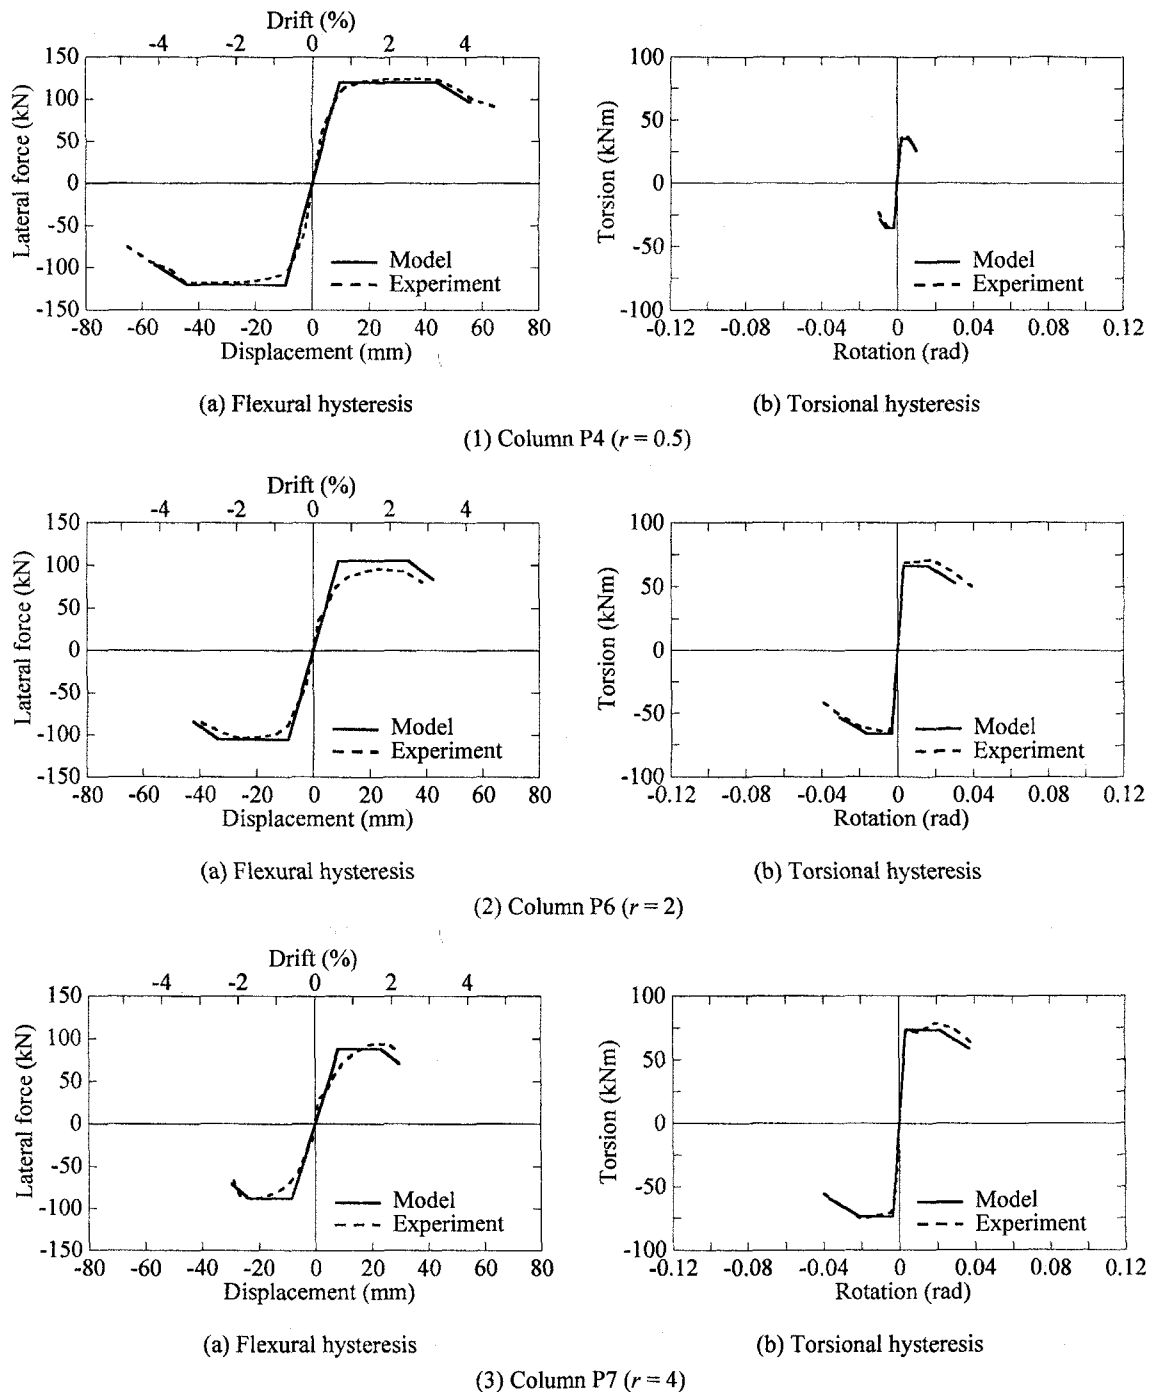 Drift (%)
-4 -2 0 2 4
150
100
50
0
-50
-100
-150
Lateral force (kN)
Model
Experiment
-80 -60 -40 -20 0 20 40 60 80
Displacement (mm)
(a) Flexural hysteresis
100
50
0
-50
-100
Torsion (kNm)
Model
Experiment
-0.12 -0.08 -0.04 0 0.04 0.08 0.12
Rotation (rad)
(b) Torsional hysteresis
(1) Column P4 (r = 0.5)
Drift (%)
-4 -2 0 2 4
150
100
50
0
-50
-100
-150
Lateral force (kN)
Model
Experiment
-80 -60 -40 -20 0 20 40 60 80
Displacement (mm)
(a) Flexural hysteresis
100
50
0
-50
-100
Torsion (kNm)
Model
Experiment
-0.12 -0.08 -0.04 0 0.04 0.08 0.12
Rotation (rad)
(b) Torsional hysteresis
(2) Column P6 (r = 2)
Drift (%)
-4 -2 0 2 4
150
100
50
0
-50
-100
-150
Lateral force (kN)
Model
Experiment
-80 -60 -40 -20 0 20 40 60 80
Displacement (mm)
(a) Flexural hysteresis
100
50
0
-50
-100
Torsion (kNm)
Model
Experiment
-0.12 -0.08 -0.04 0 0.04 0.08 0.12
Rotation (rad)
(b) Torsional hysteresis
(3) Column P7 (r = 4)